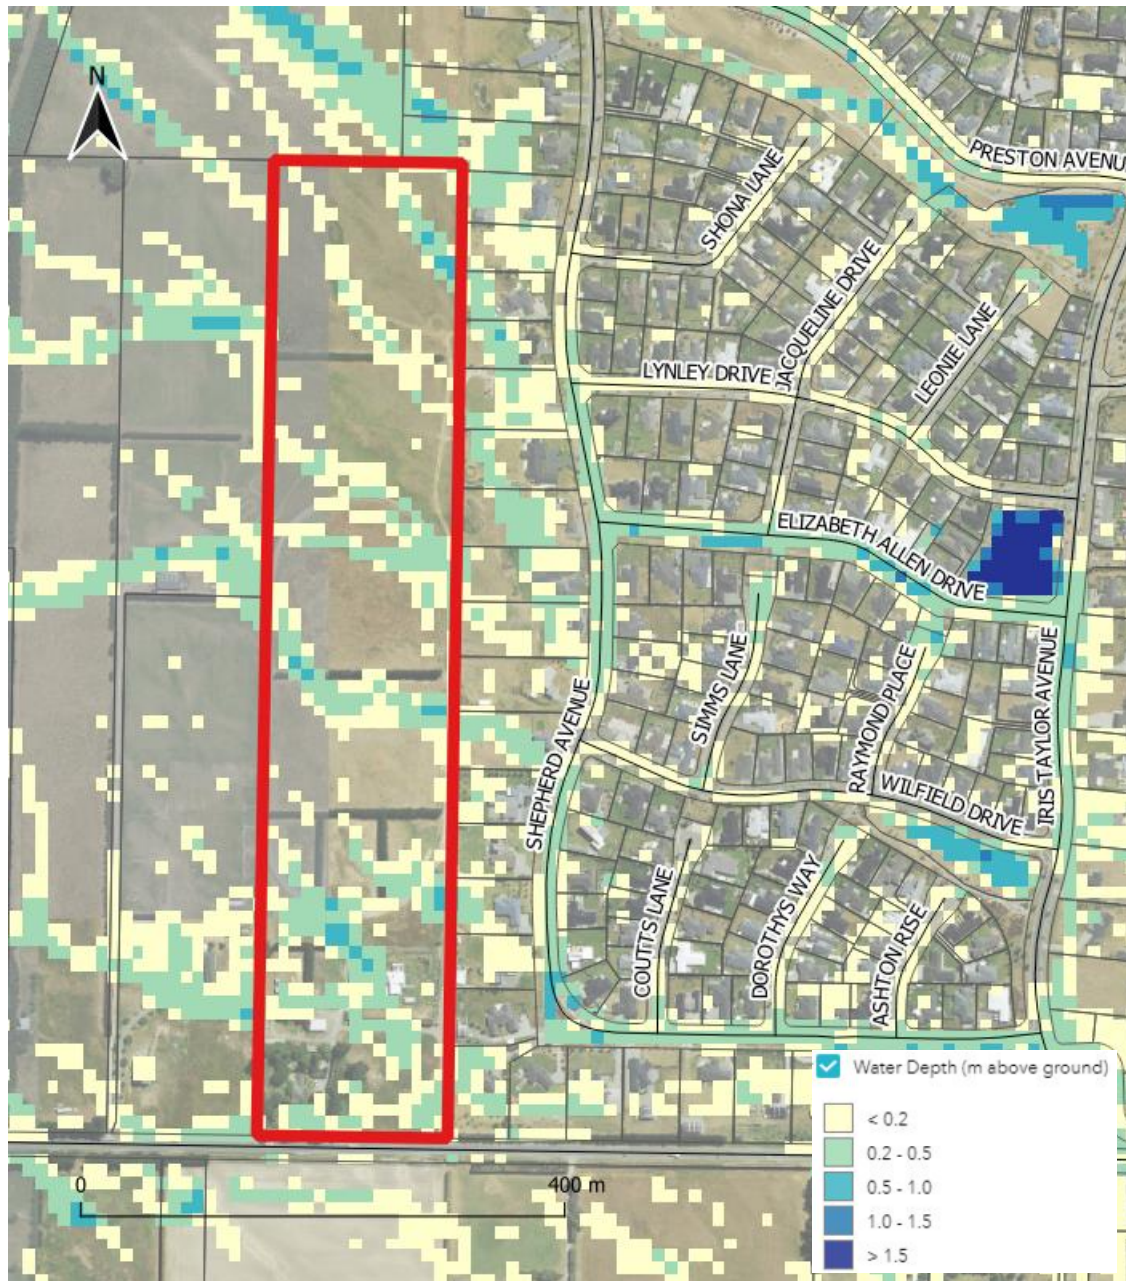 N
PRESTON AVENU
SHONA LANE
JACQUELINE DRIVE
LEONIE LANE
LYNLEY DRIVE
ELIZABETH ALLEN DRIVE
SIMMS LANE
RAYMOND PLACE
IRIS TAYLOR AVENUE
SHEPHERD AVENUE
WILFIELD DRIVE
COUTTS LANE
DOROTHYS WAY
ASHTON RISE
Water Depth (m above ground)
< 0.2
0.2 - 0.5
0.5 - 1.0
1.0 - 1.5
> 1.5
0 400 m